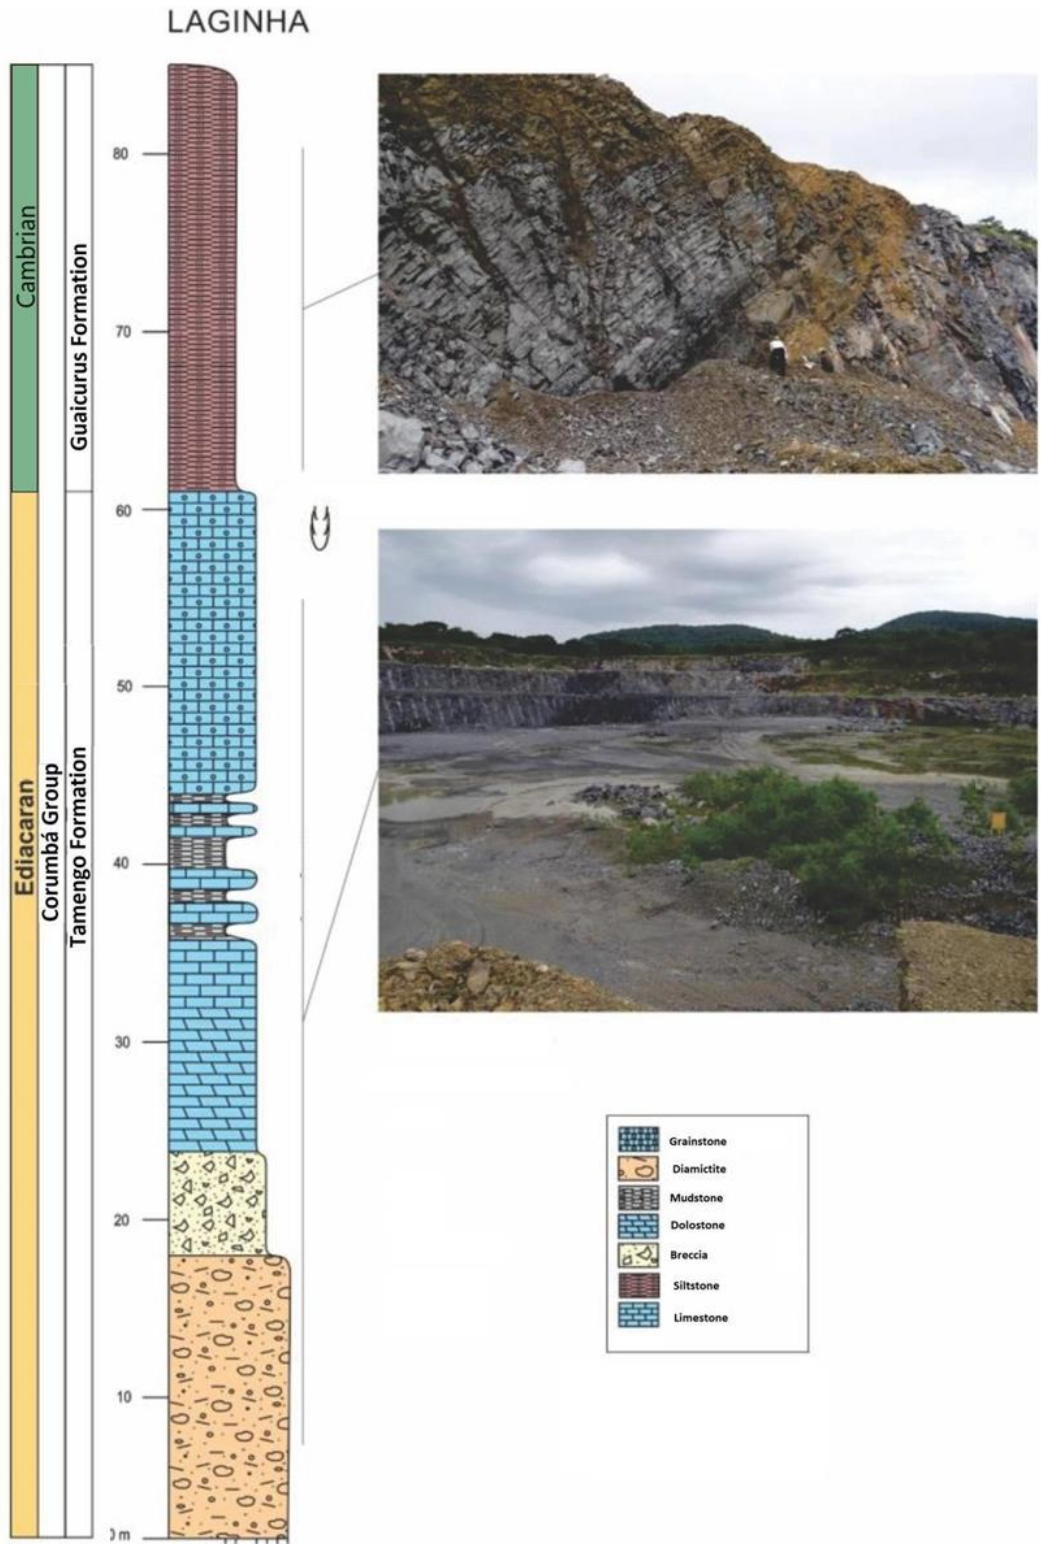 LAGINHA
Cambrian
Ediacaran
Corumbá Group
Guaicurus Formation
Tamengo Formation
80
70
60
50
40
30
20
10
0 m
Grainstone
Diamictite
Mudstone
Dolostone
Breccia
Siltstone
Limestone